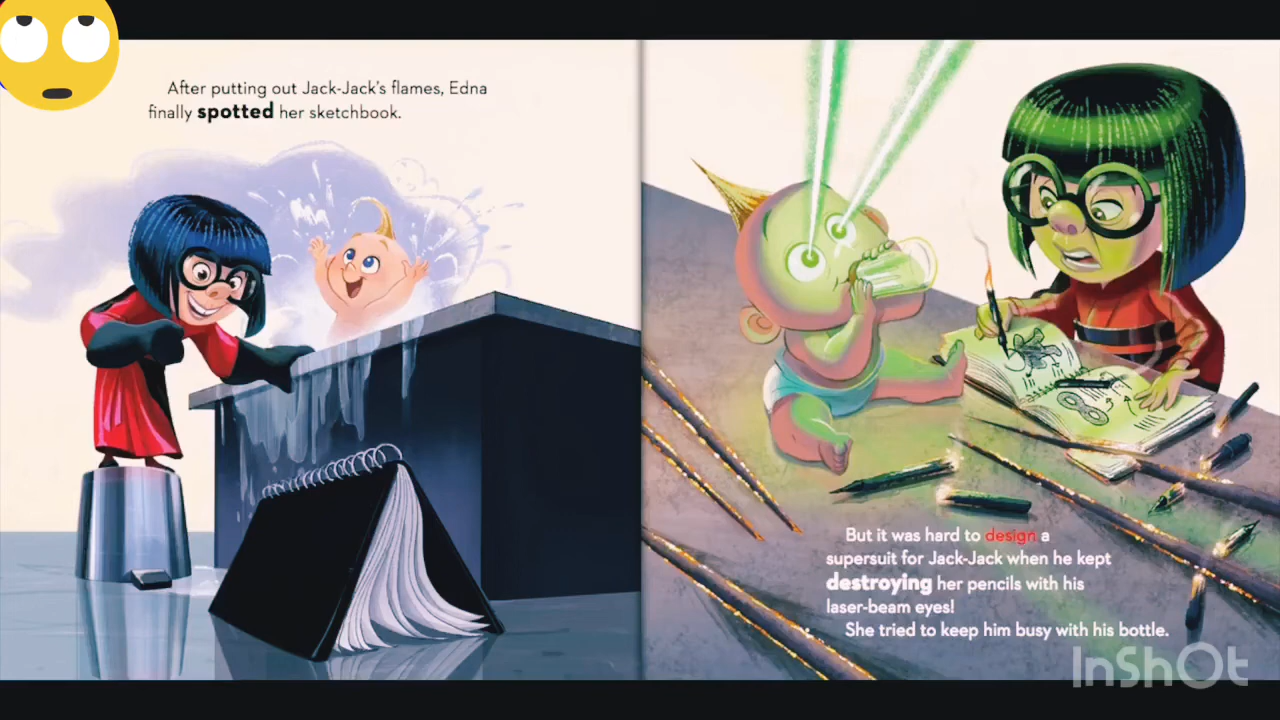 After putting out Jack-Jack's flames, Edna
finally spotted her sketchbook.
But it was hard to design a
supersuit for Jack-Jack when he kept
destroying her pencils with his
laser-beam eyes!
She tried to keep him busy with his bottle.
InShOt